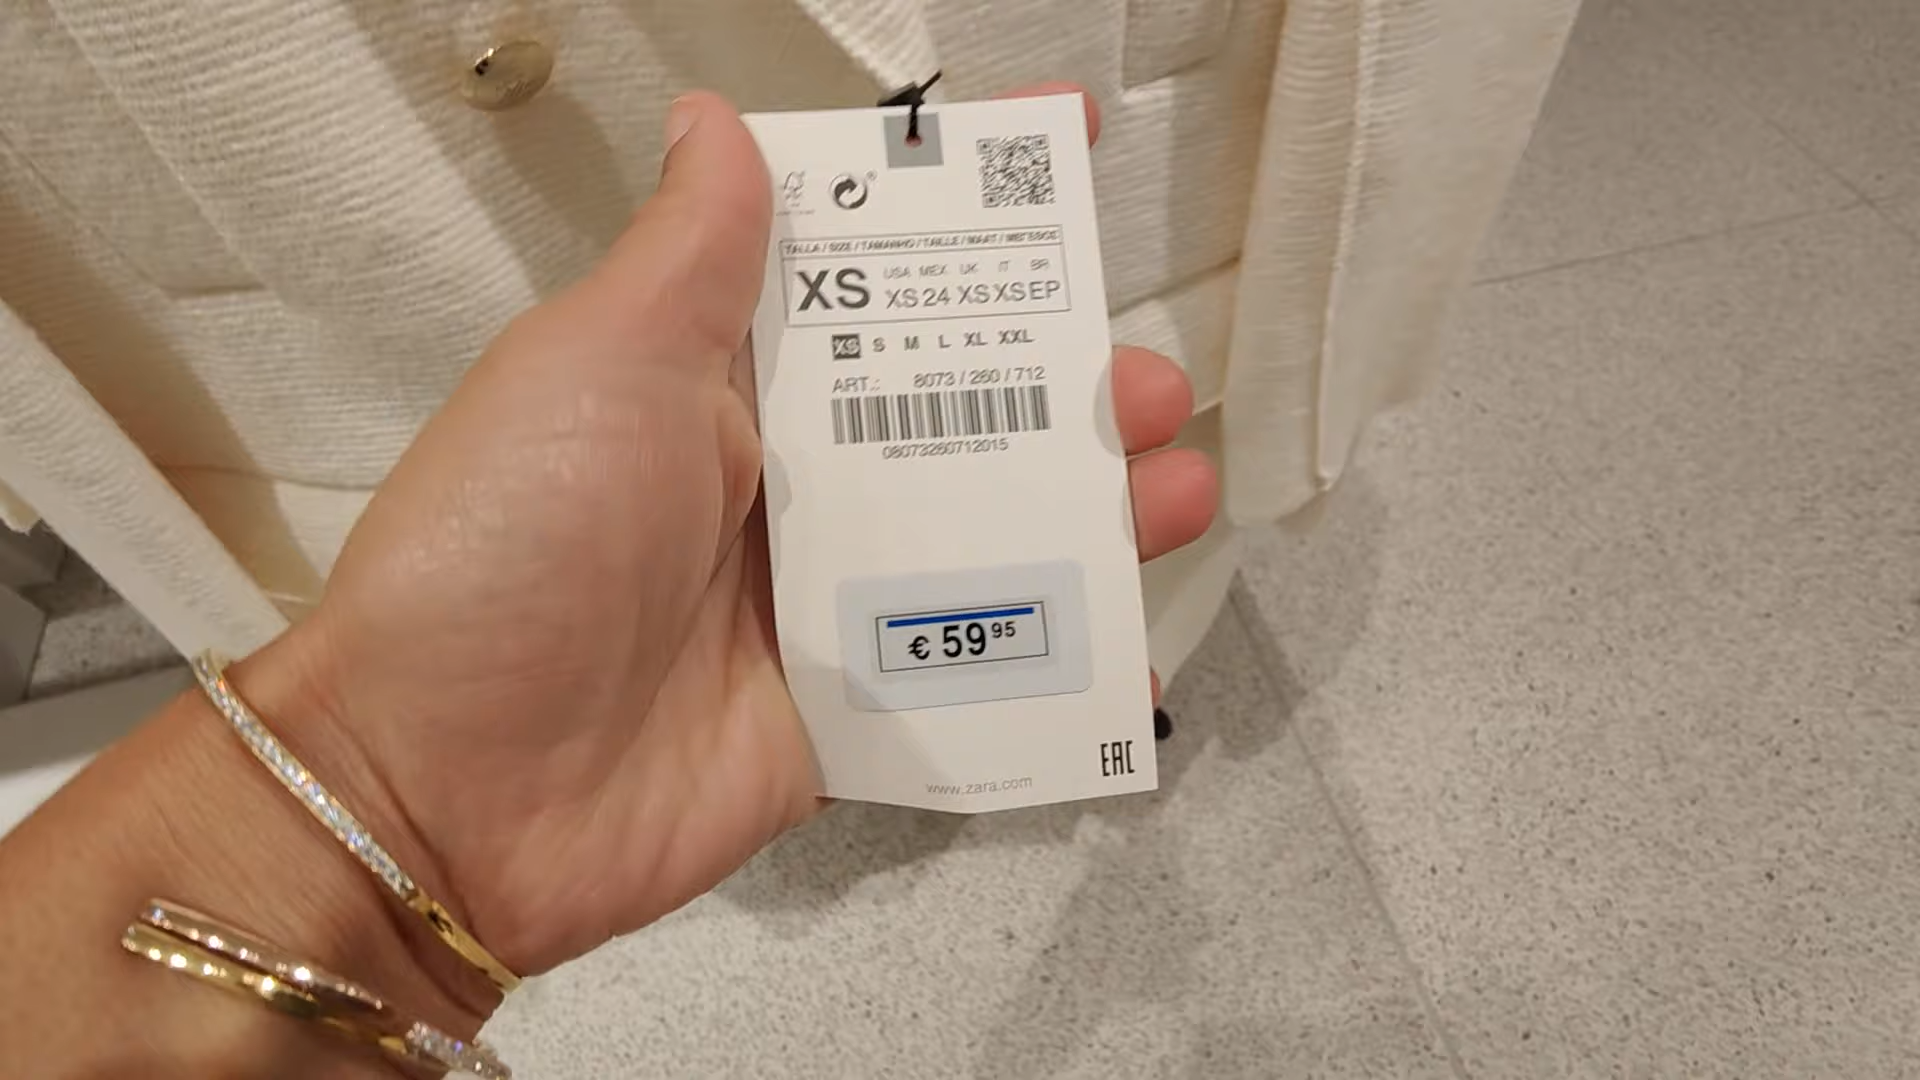 TALLA / SIZE / TAMANHO / TAILLE / MAAT /
USA MEX UK IT BR
XS XS 24 XS XS EP
XS S M L XL XXL
ART.: 8073 / 260 / 712
08073260712015
€ 59 95
EAC
www.zara.com